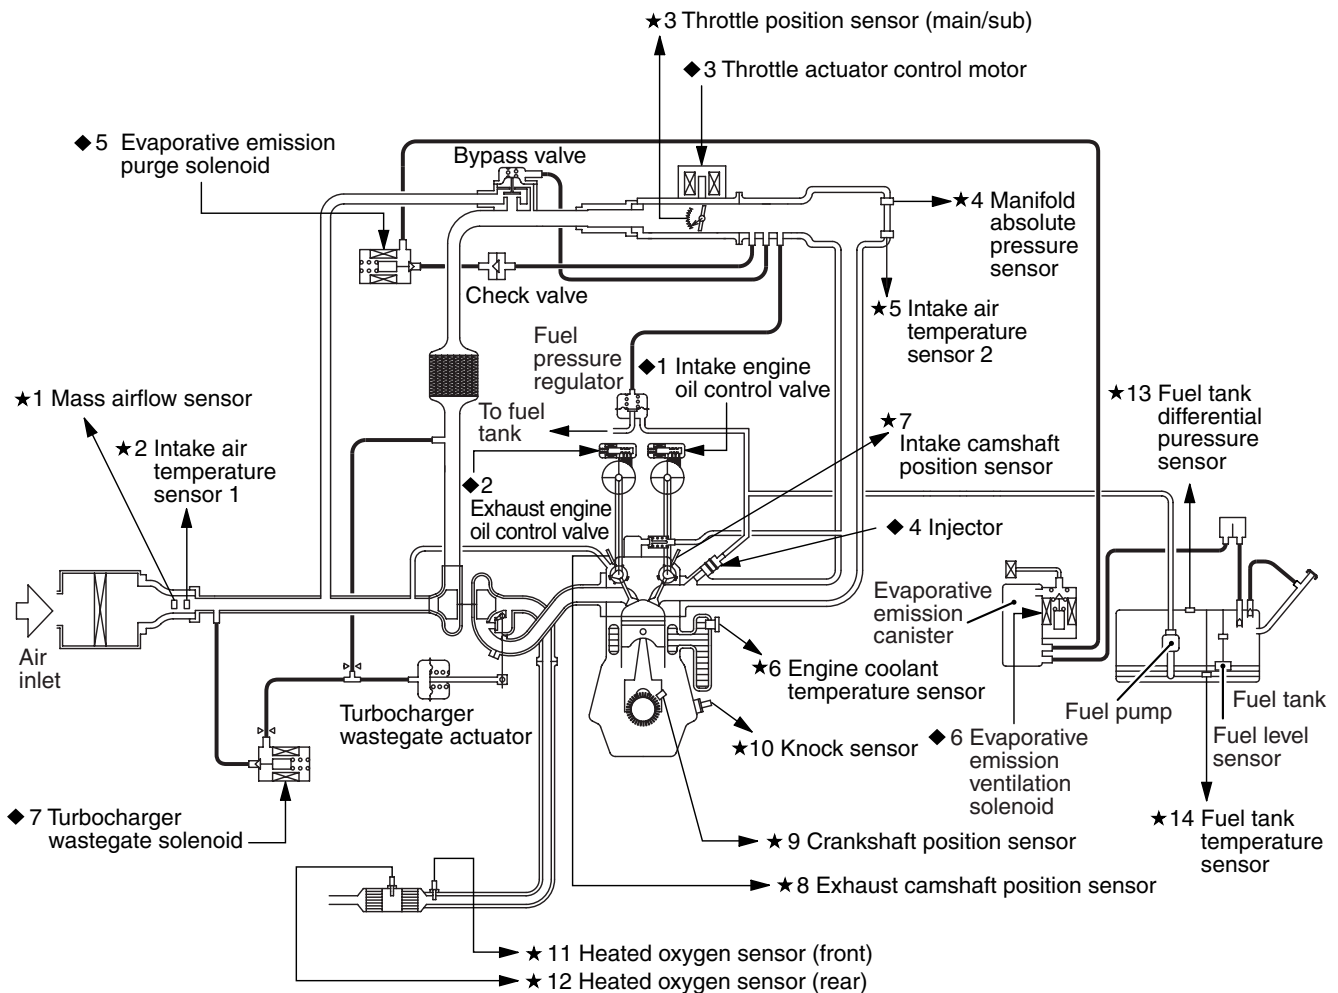 ★3 Throttle position sensor (main/sub)
◆3 Throttle actuator control motor
◆5 Evaporative emission
purge solenoid
Bypass valve
★4 Manifold
absolute
pressure
sensor
Check valve
★5 Intake air
temperature
sensor 2
Fuel
pressure
regulator
◆1 Intake engine
oil control valve
★1 Mass airflow sensor
★2 Intake air
temperature
sensor 1
To fuel
tank
★7
Intake camshaft
position sensor
★13 Fuel tank
differential
puressure
sensor
◆2
Exhaust engine
oil control valve
◆4 Injector
Evaporative
emission
canister
Air
inlet
★6 Engine coolant
temperature sensor
Turbocharger
wastegate actuator
Fuel pump
Fuel tank
Fuel level
sensor
★10 Knock sensor
◆6 Evaporative
emission
ventilation
solenoid
◆7 Turbocharger
wastegate solenoid
★14 Fuel tank
temperature
sensor
★9 Crankshaft position sensor
★8 Exhaust camshaft position sensor
★11 Heated oxygen sensor (front)
★12 Heated oxygen sensor (rear)